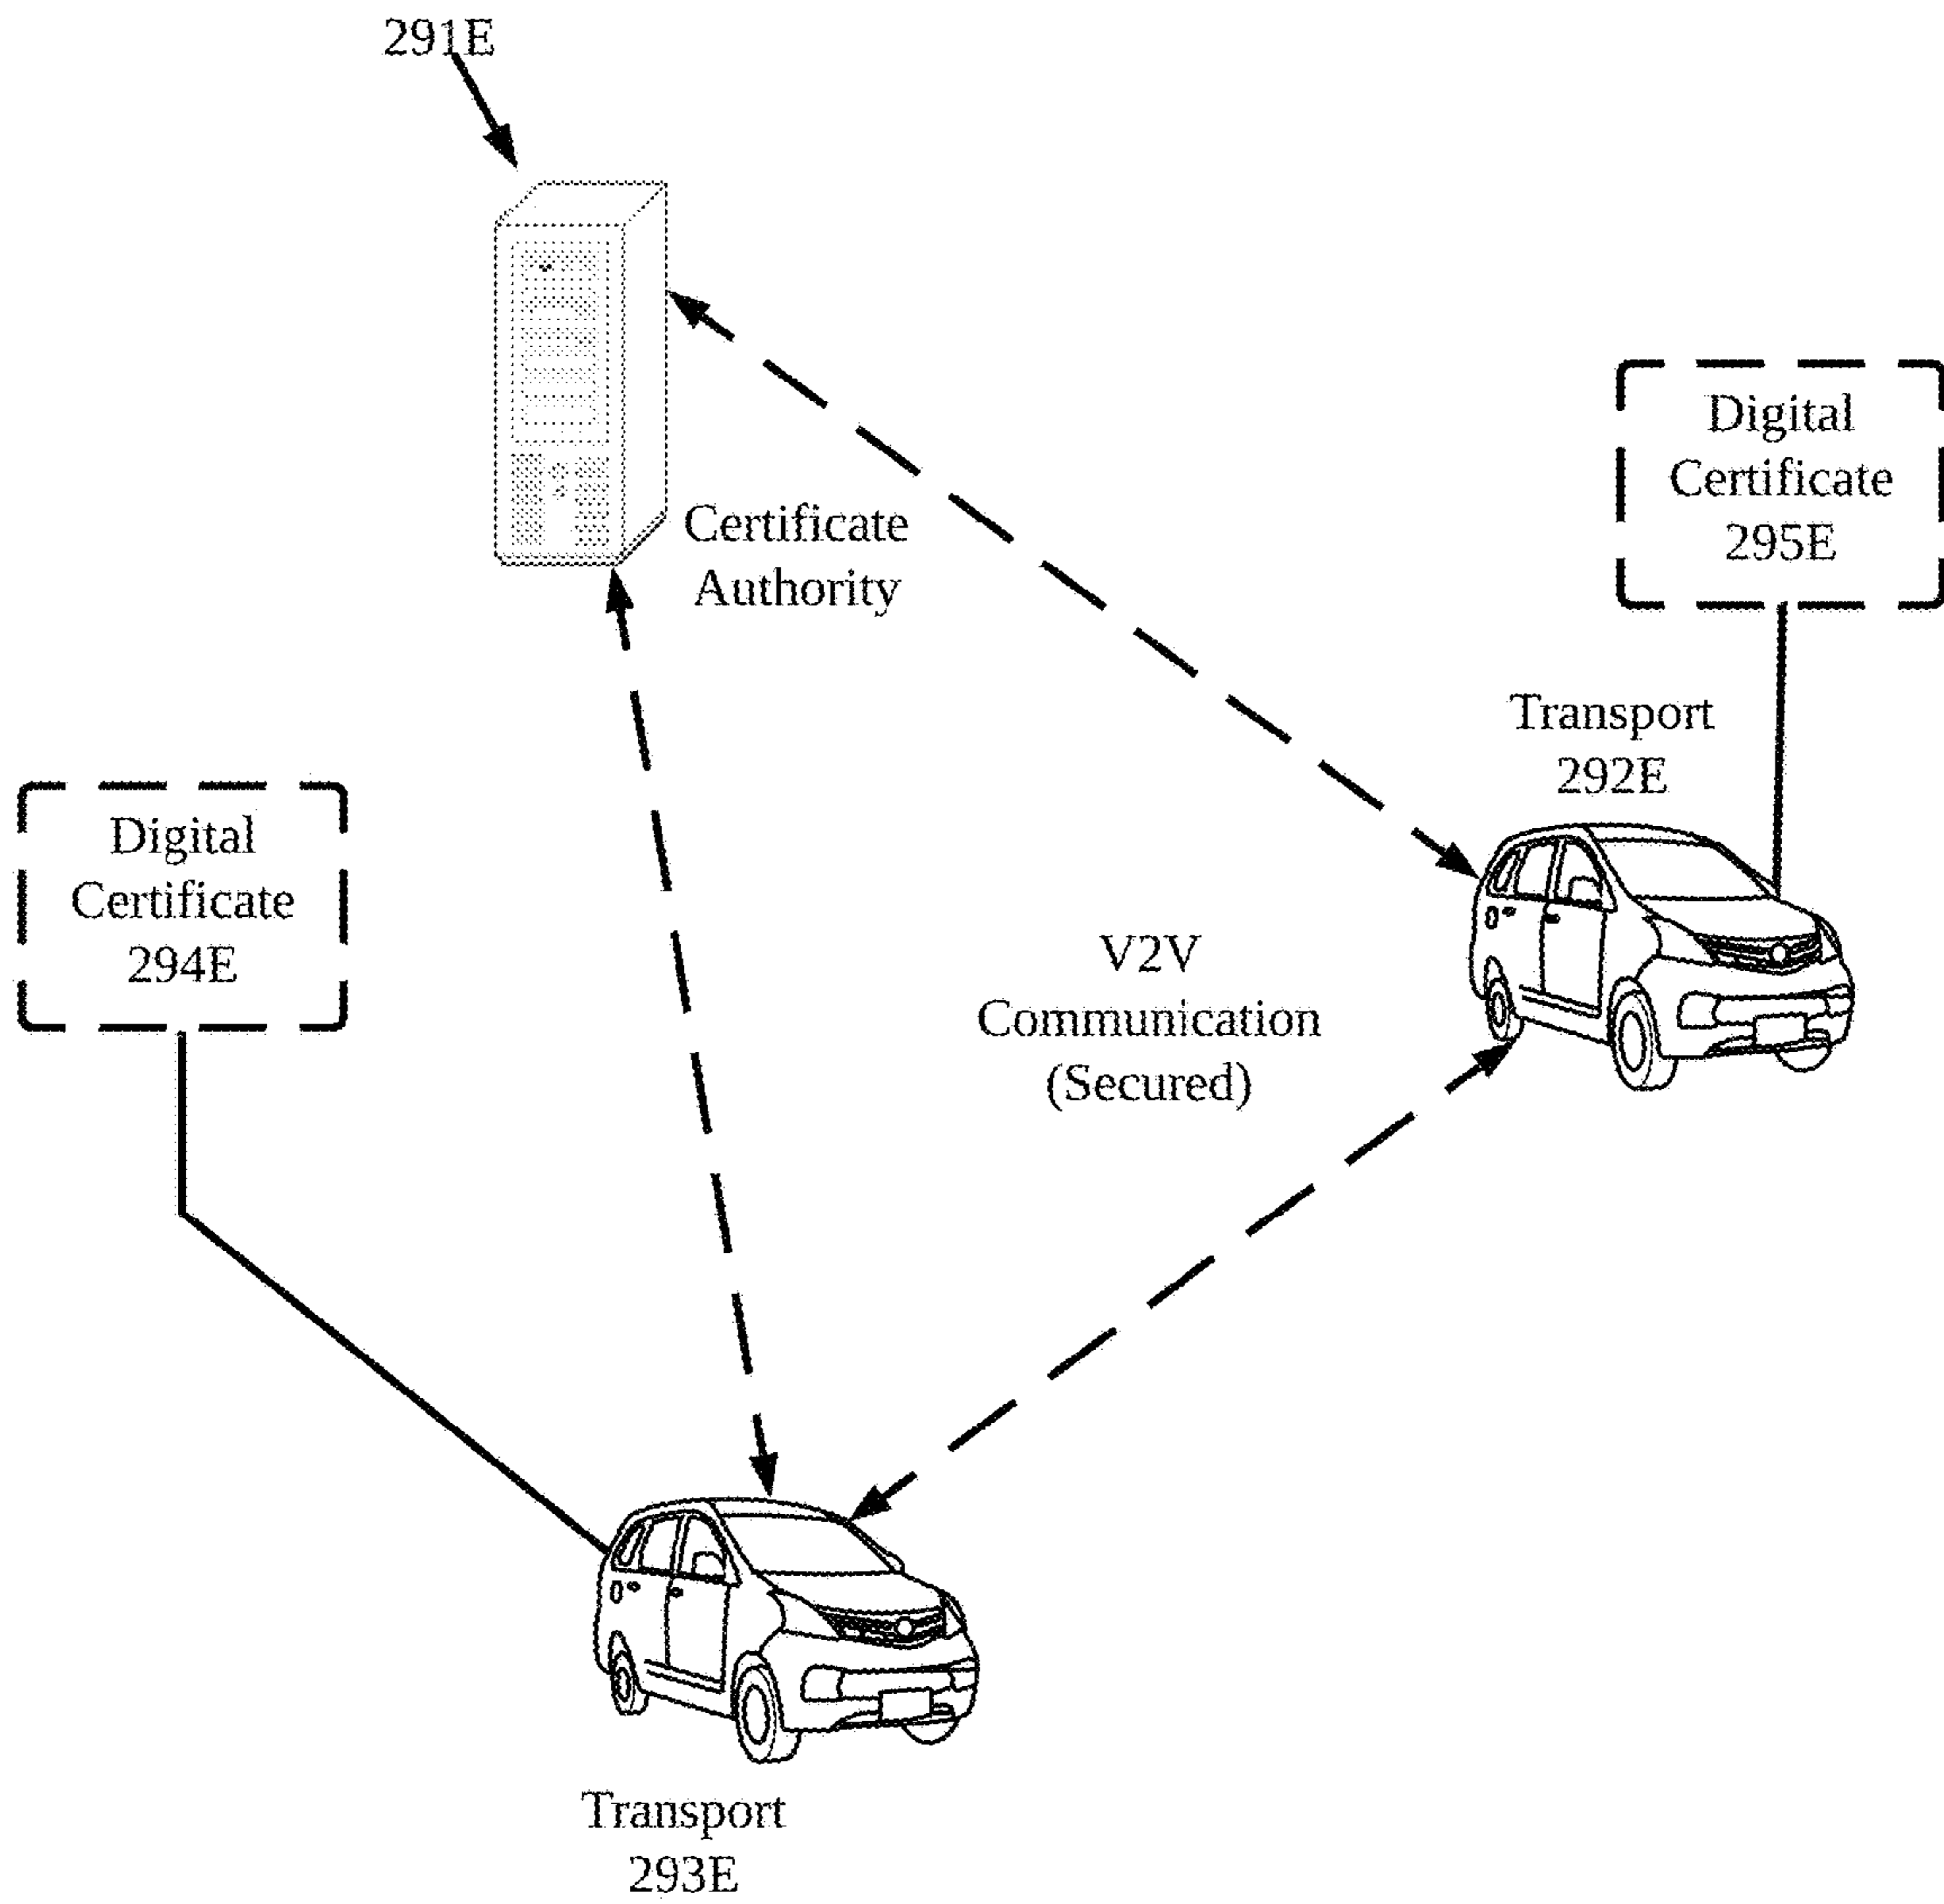 291E
Certificate
Authority
Digital
Certificate
295E
Transport
292E
Digital
Certificate
294E
V2V
Communication
(Secured)
Transport
293E